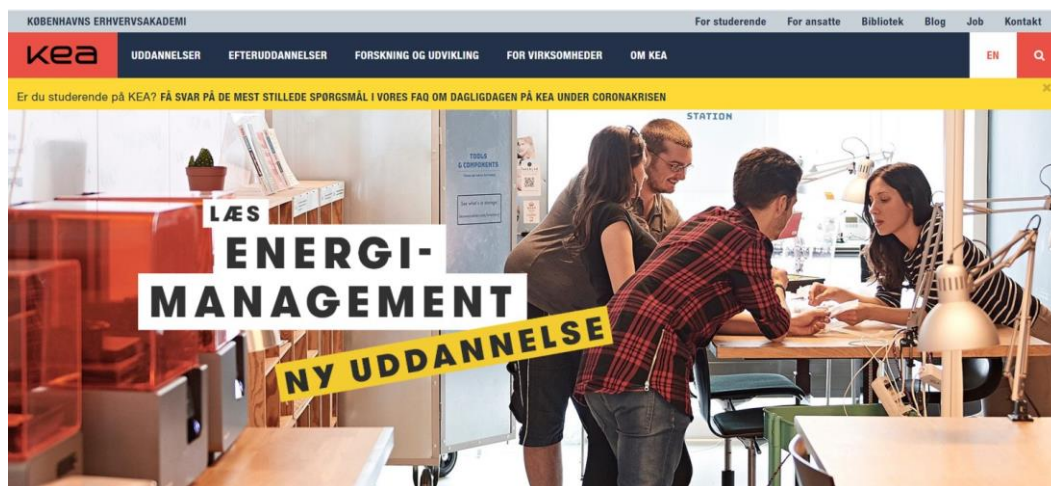 KØBENHAVNS ERHVERVSAKADEMI
For studerende For ansatte Bibliotek Blog Job Kontakt
kea
UDDANNELSER EFTERUDDANNELSER FORSKNING OG UDVIKLING FOR VIRKSOMHEDER OM KEA
EN
Er du studerende på KEA? FÅ SVAR PÅ DE MEST STILLEDE SPØRGSMÅL I VORES FAQ OM DAGLIGDAGEN PÅ KEA UNDER CORONAKRISEN
STATION
TOOLS
& COMPONENTS
LÆS
ENERGI-
MANAGEMENT
NY UDDANNELSE